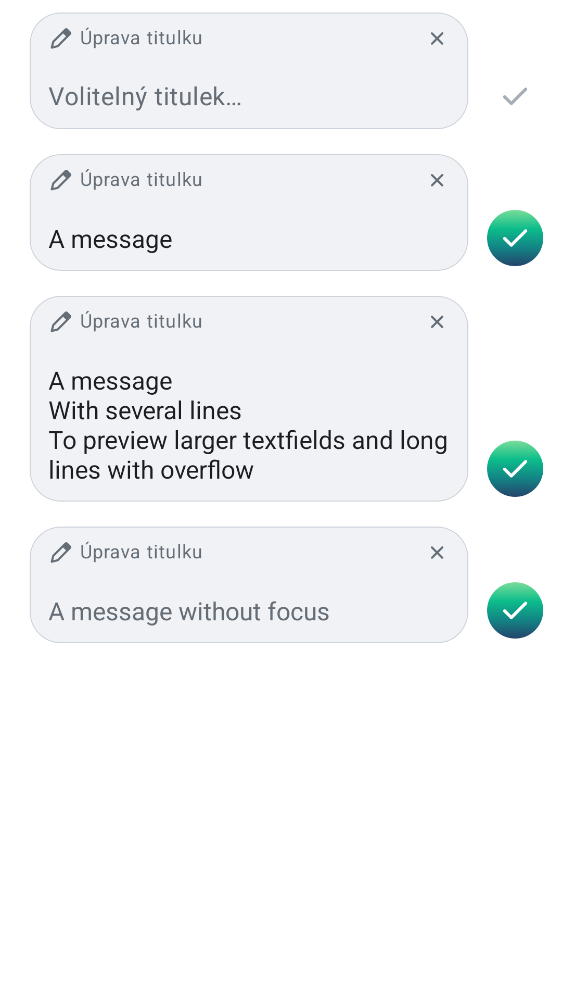 Úprava titulku
Volitelný titulek…
Úprava titulku
A message
Úprava titulku
A message
With several lines
To preview larger textfields and long
lines with overflow
Úprava titulku
A message without focus